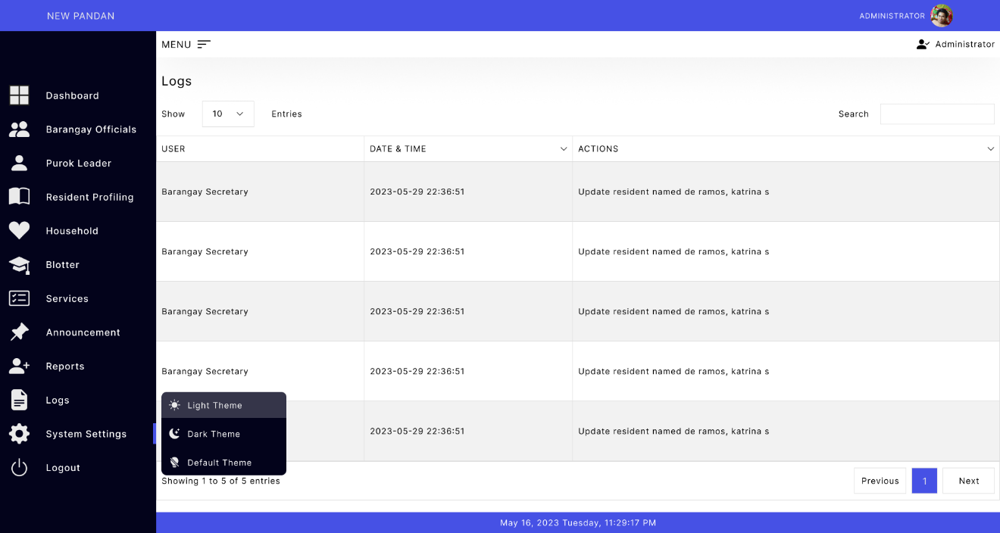 NEW PANDAN
ADMINISTRATOR
MENU
Administrator
Dashboard
Barangay Officials
Purok Leader
Resident Profiling
Household
Blotter
Services
Announcement
Reports
Logs
System Settings
Logout
Logs
Show 10 Entries
Search
USER DATE & TIME ACTIONS
Barangay Secretary 2023-05-29 22:36:51 Update resident named de ramos, katrina s
Barangay Secretary 2023-05-29 22:36:51 Update resident named de ramos, katrina s
Barangay Secretary 2023-05-29 22:36:51 Update resident named de ramos, katrina s
Barangay Secretary 2023-05-29 22:36:51 Update resident named de ramos, katrina s
2023-05-29 22:36:51 Update resident named de ramos, katrina s
Light Theme
Dark Theme
Default Theme
Showing 1 to 5 of 5 entries
Previous 1 Next
May 16, 2023 Tuesday, 11:29:17 PM